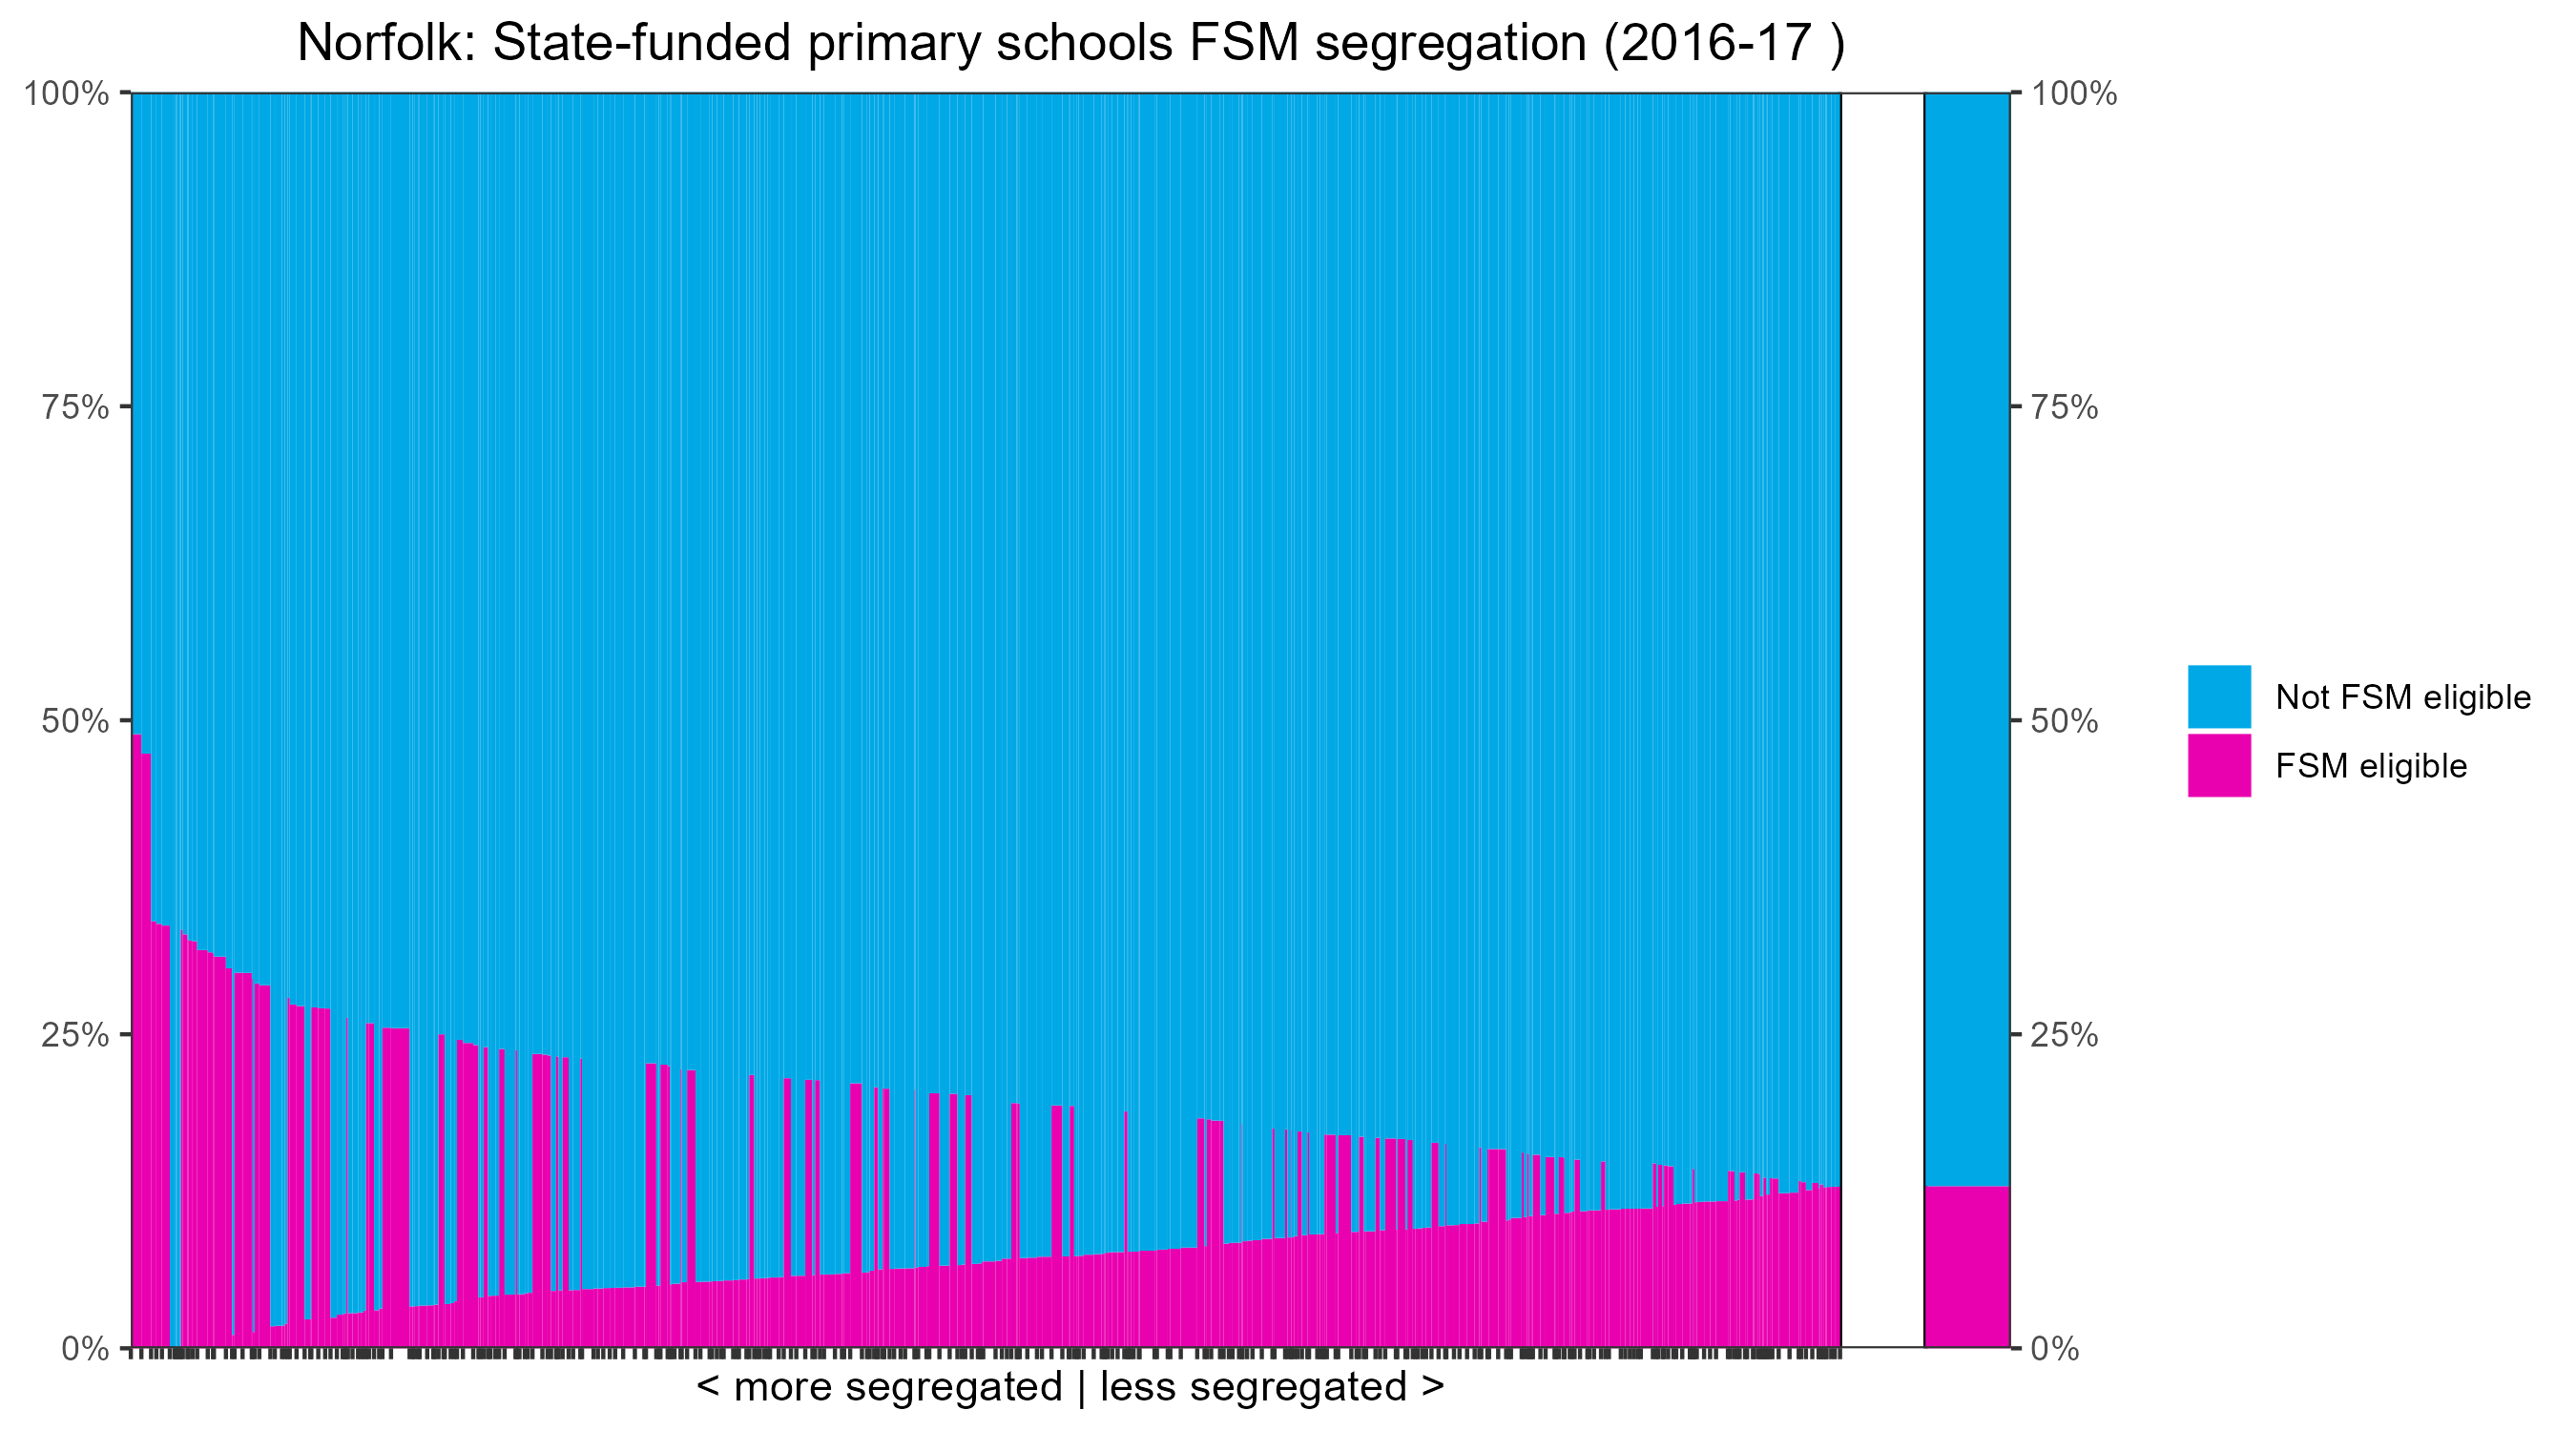 Norfolk: State-funded primary schools FSM segregation (2016-17 )
100%
75%
50%
25%
0%
100%
75%
50%
25%
0%
Not FSM eligible
FSM eligible
< more segregated | less segregated >